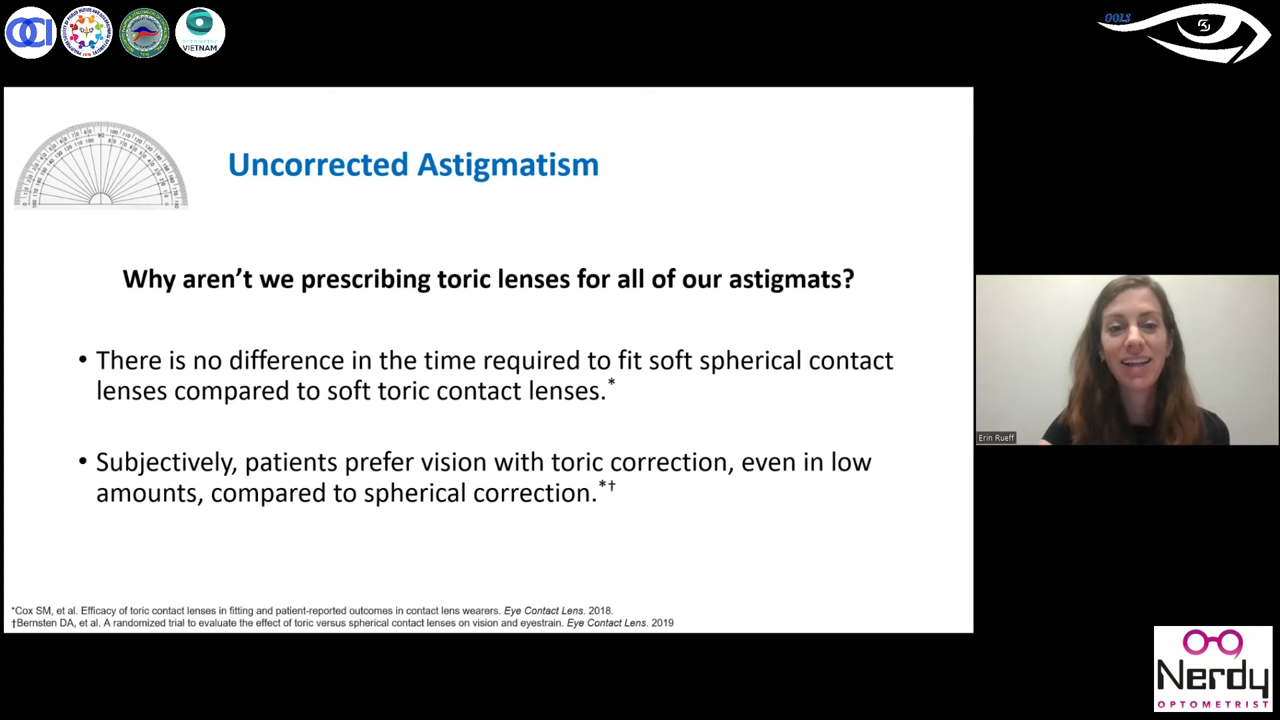 OCI
OPTOMETRY
VIETNAM
OOLS
Uncorrected Astigmatism
Why aren’t we prescribing toric lenses for all of our astigmats?
• There is no difference in the time required to fit soft spherical contact
lenses compared to soft toric contact lenses.*
• Subjectively, patients prefer vision with toric correction, even in low
amounts, compared to spherical correction.*†
Erin Rueff
*Cox SM, et al. Efficacy of toric contact lenses in fitting and patient-reported outcomes in contact lens wearers. Eye Contact Lens. 2018.
†Bernsten DA, et al. A randomized trial to evaluate the effect of toric versus spherical contact lenses on vision and eyestrain. Eye Contact Lens. 2019
Nerdy
OPTOMETRIST